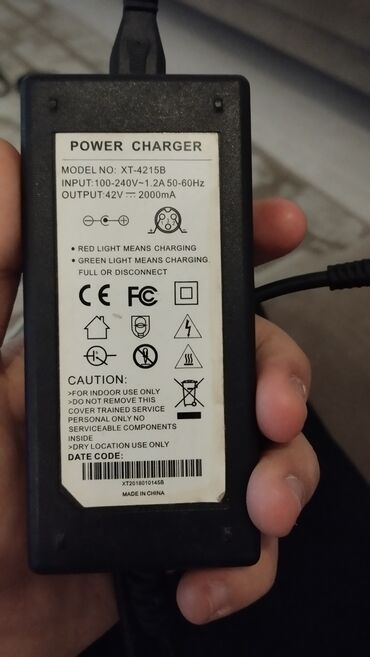 POWER CHARGER
MODEL NO: XT-4215B
INPUT:100-240V~1.2A 50-60Hz
OUTPUT:42V⎓2000mA
• RED LIGHT MEANS CHARGING
• GREEN LIGHT MEANS CHARGING
FULL OR DISCONNECT
CE FC
CAUTION:
>FOR INDOOR USE ONLY
>DO NOT REMOVE THIS
COVER TRAINED SERVICE
PERSONAL ONLY NO
SERVICEABLE COMPONENTS
INSIDE
>DRY LOCATION USE ONLY
DATE CODE:
XT2018010145B
MADE IN CHINA